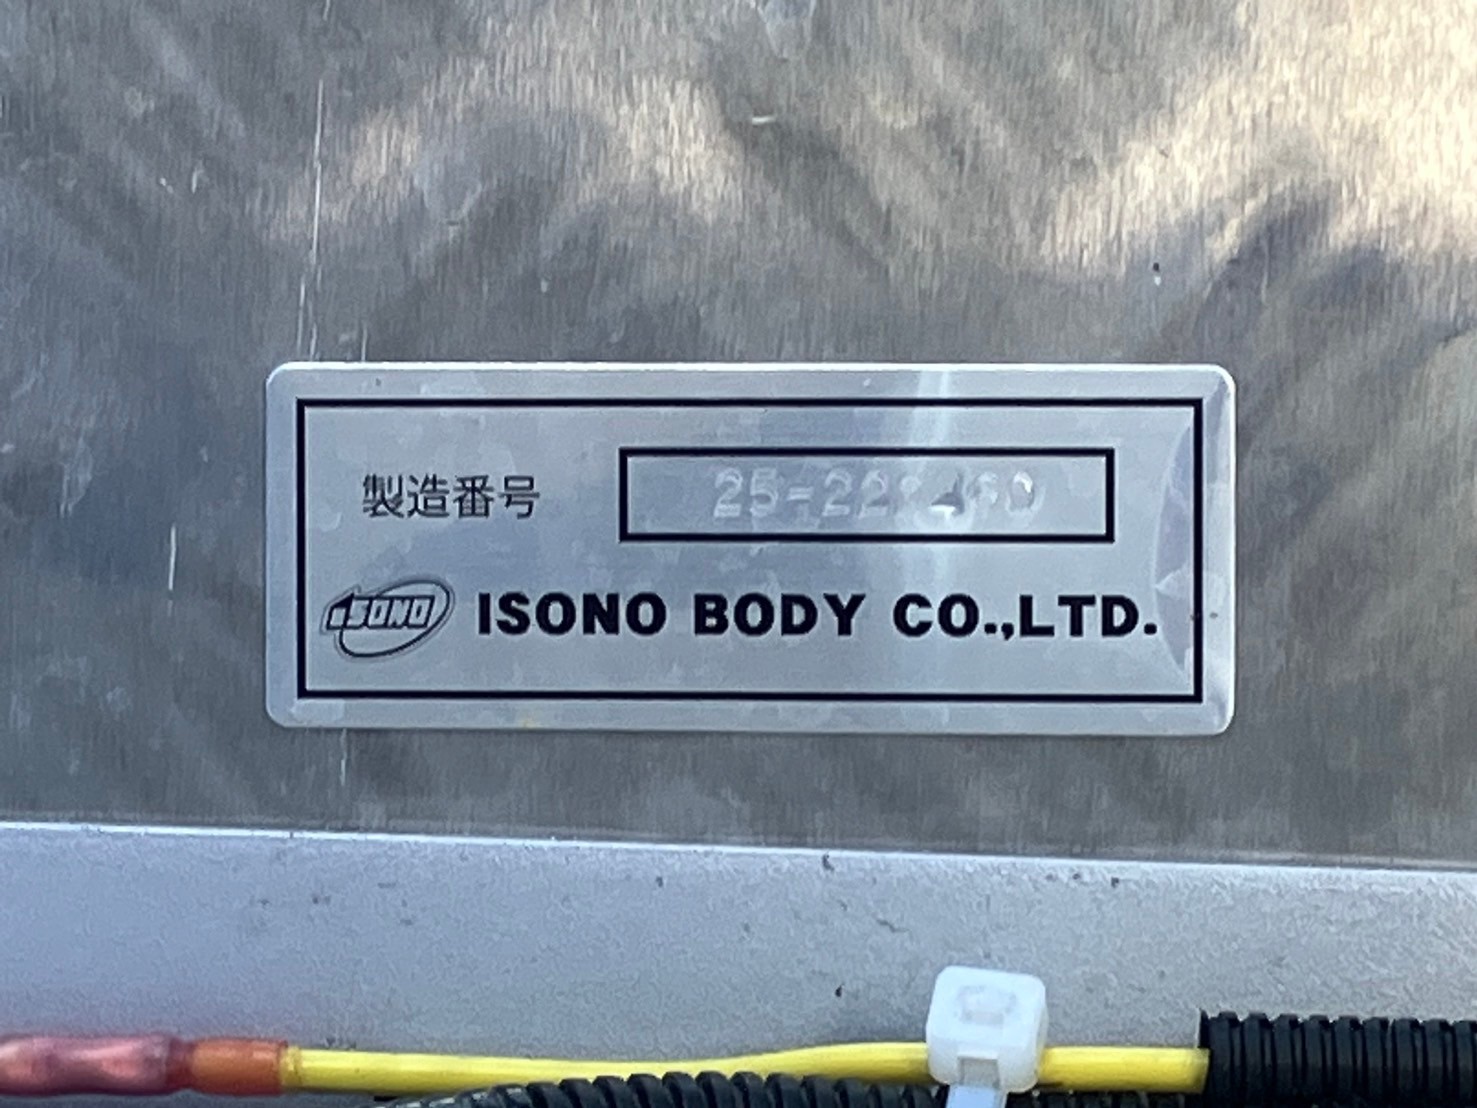 製造番号
ISONO ISONO BODY CO.,LTD.